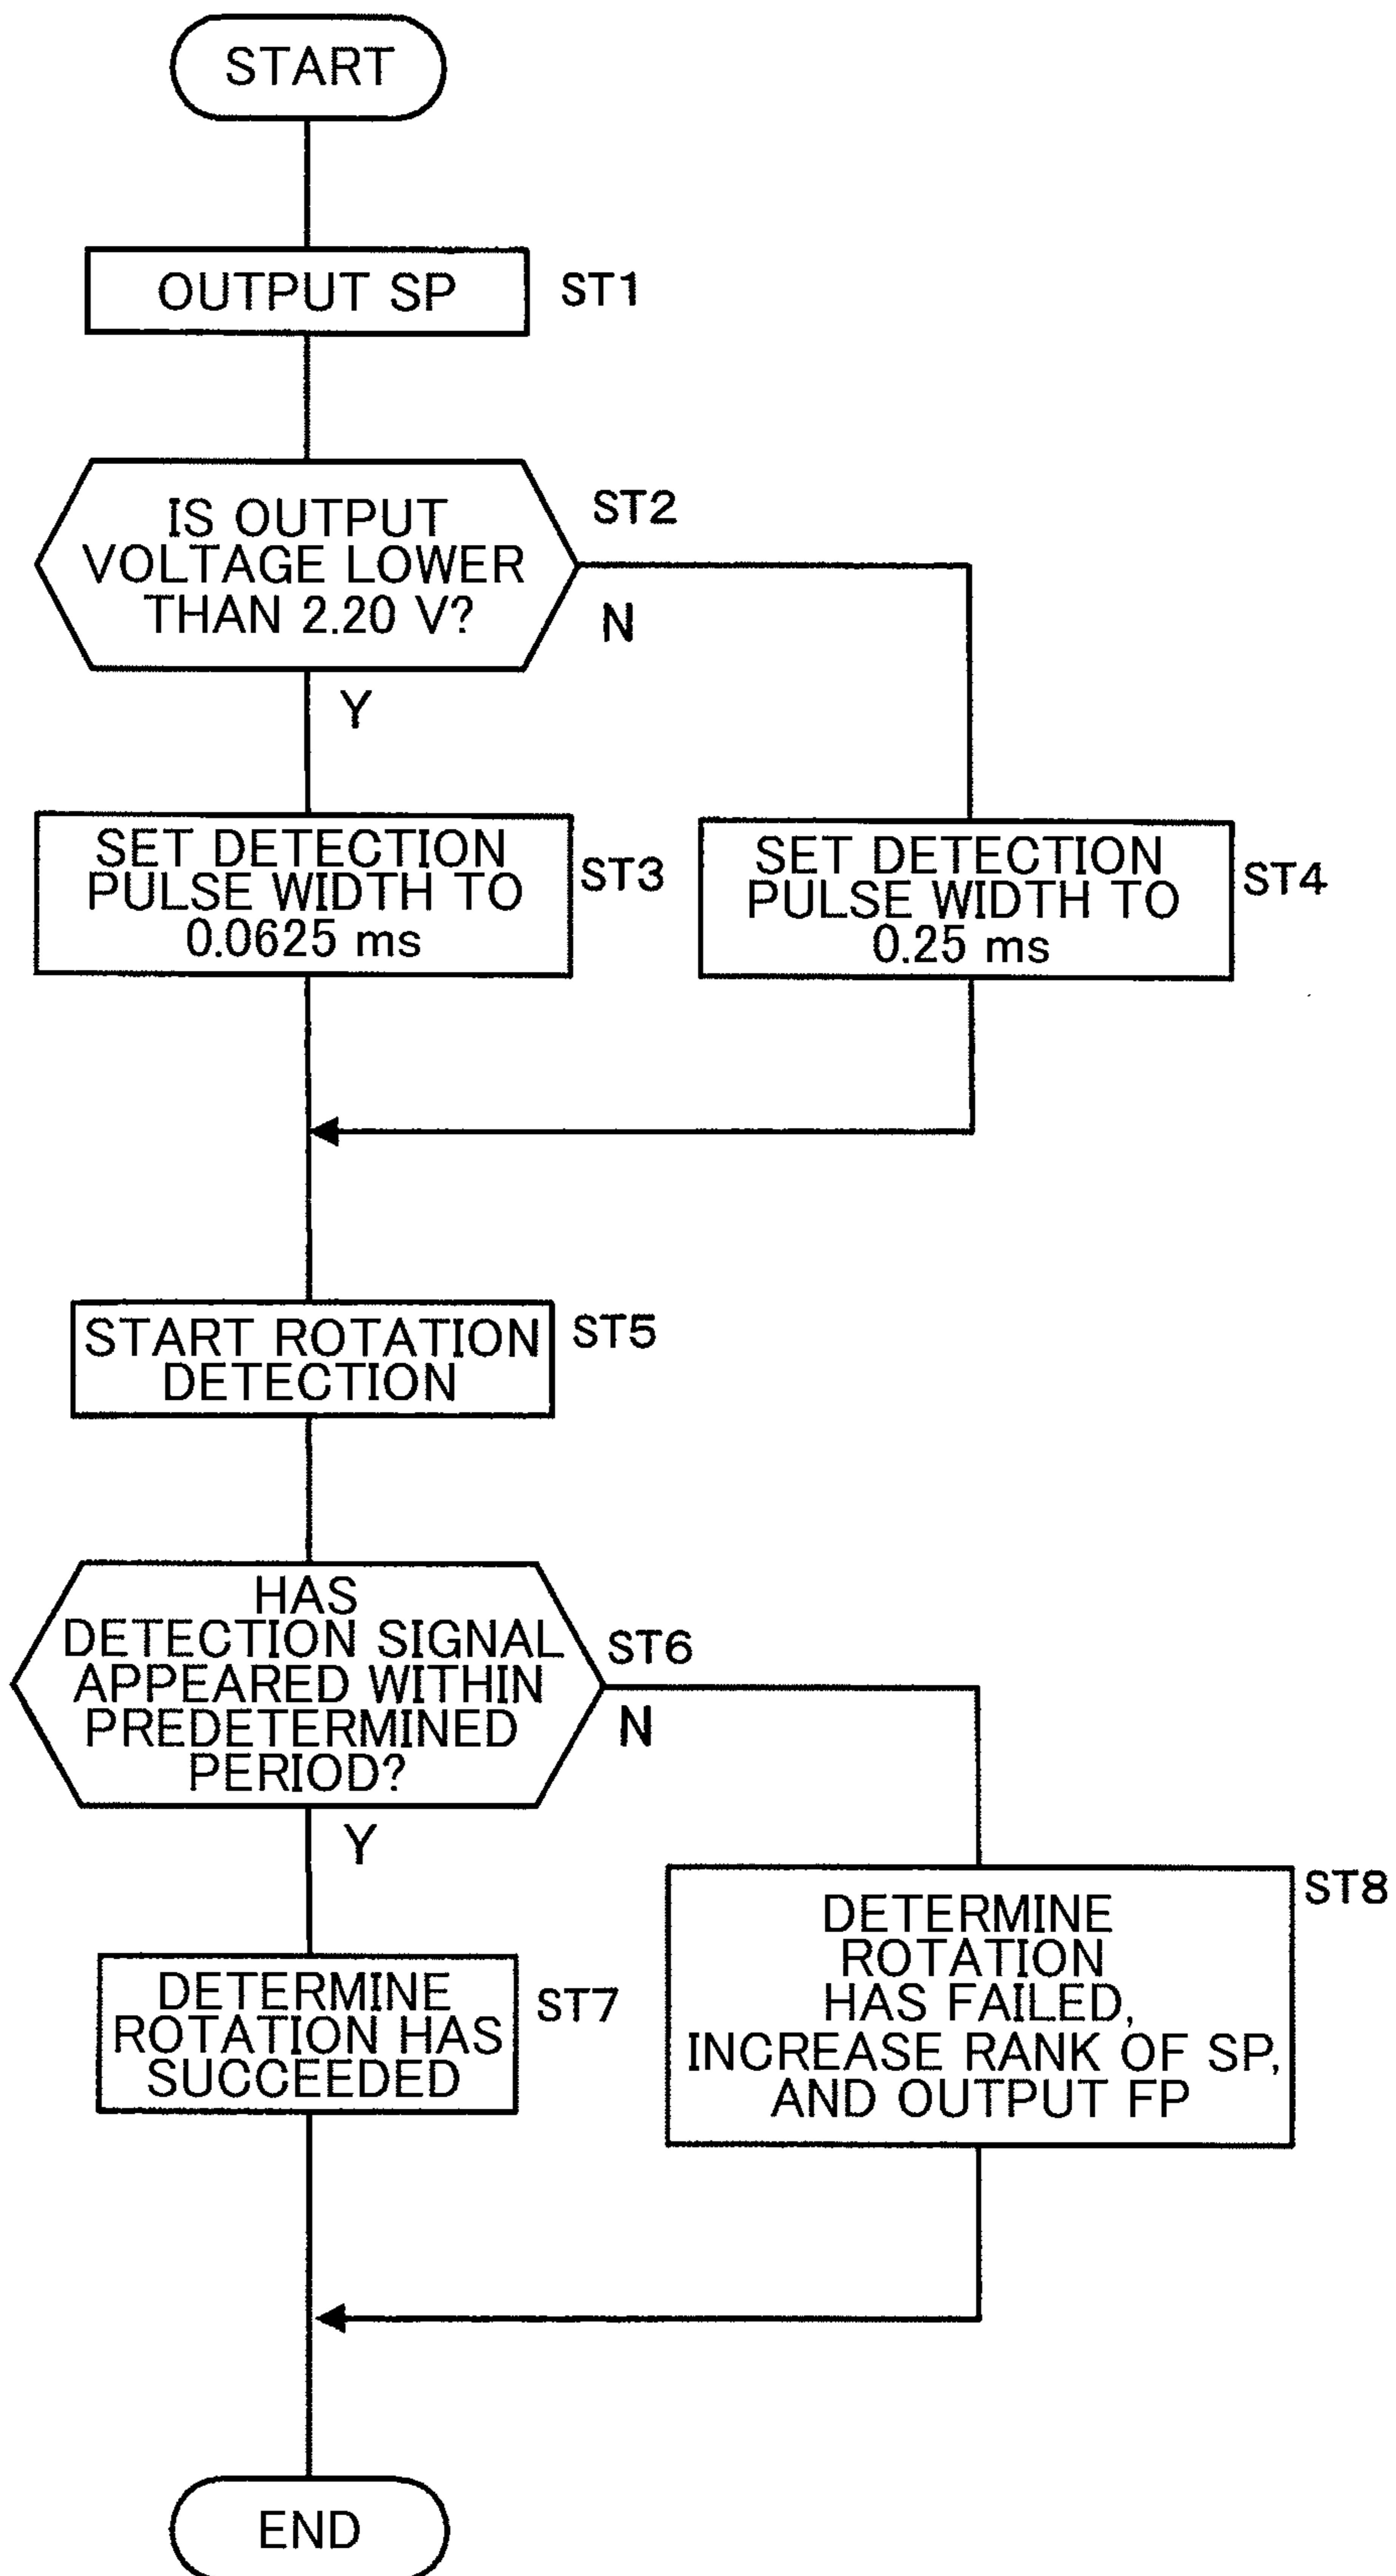 START
OUTPUT SP
ST1
IS OUTPUT
VOLTAGE LOWER
THAN 2.20 V?
ST2
N
Y
SET DETECTION
PULSE WIDTH TO
0.0625 ms
ST3
SET DETECTION
PULSE WIDTH TO
0.25 ms
ST4
START ROTATION
DETECTION
ST5
HAS
DETECTION SIGNAL
APPEARED WITHIN
PREDETERMINED
PERIOD?
ST6
N
Y
DETERMINE
ROTATION HAS
SUCCEEDED
ST7
DETERMINE
ROTATION
HAS FAILED,
INCREASE RANK OF SP,
AND OUTPUT FP
ST8
END